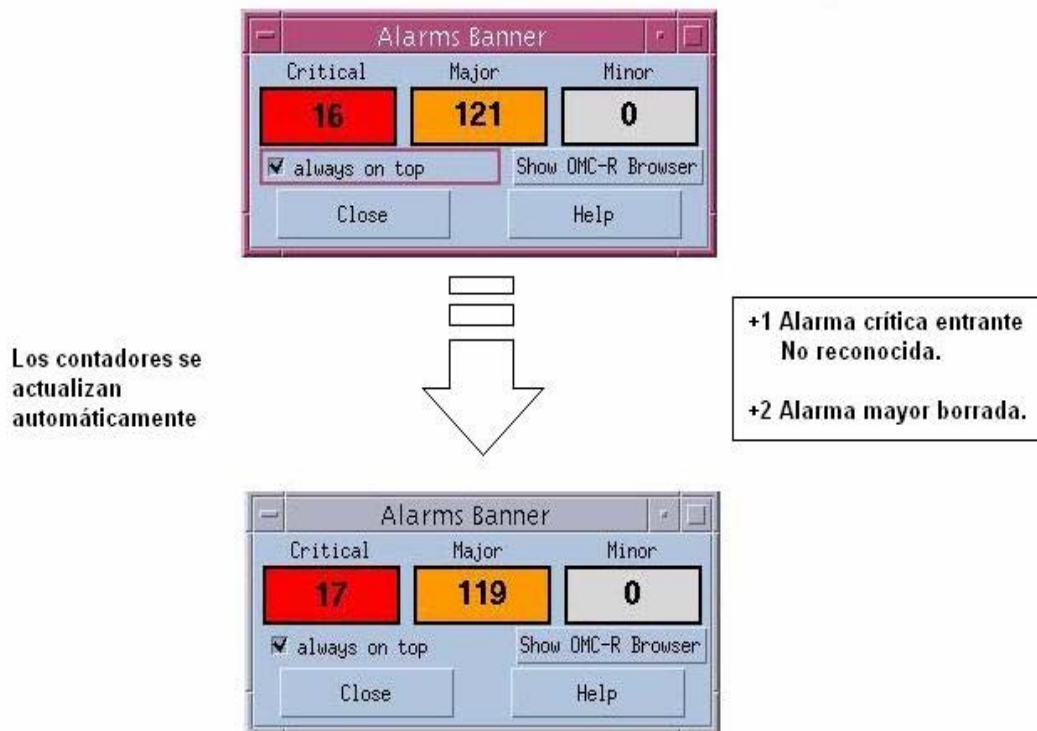 Alarms Banner
Critical Major Minor
16 121 0
always on top Show OMC-R Browser
Close Help
Los contadores se
actualizan
automáticamente
+1 Alarma crítica entrante
No reconocida.
+2 Alarma mayor borrada.
Alarms Banner
Critical Major Minor
17 119 0
always on top Show OMC-R Browser
Close Help